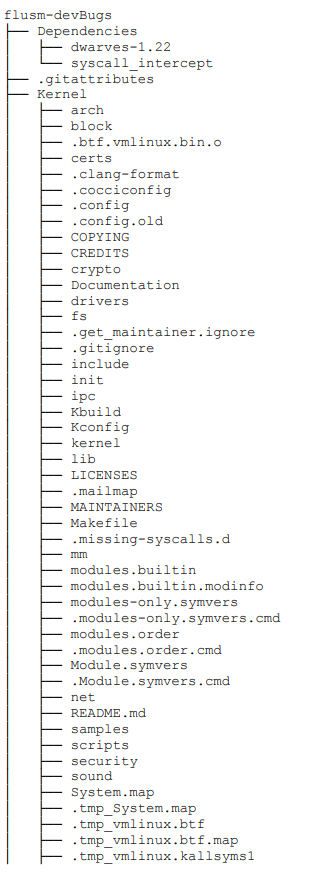 flusm-devBugs
├── Dependencies
│   ├── dwarves-1.22
│   └── syscall_intercept
├── .gitattributes
├── Kernel
│   ├── arch
│   ├── block
│   ├── .btf.vmlinux.bin.o
│   ├── certs
│   ├── .clang-format
│   ├── .cocciconfig
│   ├── .config
│   ├── .config.old
│   ├── COPYING
│   ├── CREDITS
│   ├── crypto
│   ├── Documentation
│   ├── drivers
│   ├── fs
│   ├── .get_maintainer.ignore
│   ├── .gitignore
│   ├── include
│   ├── init
│   ├── ipc
│   ├── Kbuild
│   ├── Kconfig
│   ├── kernel
│   ├── lib
│   ├── LICENSES
│   ├── .mailmap
│   ├── MAINTAINERS
│   ├── Makefile
│   ├── .missing-syscalls.d
│   ├── mm
│   ├── modules.builtin
│   ├── modules.builtin.modinfo
│   ├── modules-only.symvers
│   ├── .modules-only.symvers.cmd
│   ├── modules.order
│   ├── .modules.order.cmd
│   ├── Module.symvers
│   ├── .Module.symvers.cmd
│   ├── net
│   ├── README.md
│   ├── samples
│   ├── scripts
│   ├── security
│   ├── sound
│   ├── System.map
│   ├── .tmp_System.map
│   ├── .tmp_vmlinux.btf
│   ├── .tmp_vmlinux.btf.map
│   ├── .tmp_vmlinux.kallsyms1